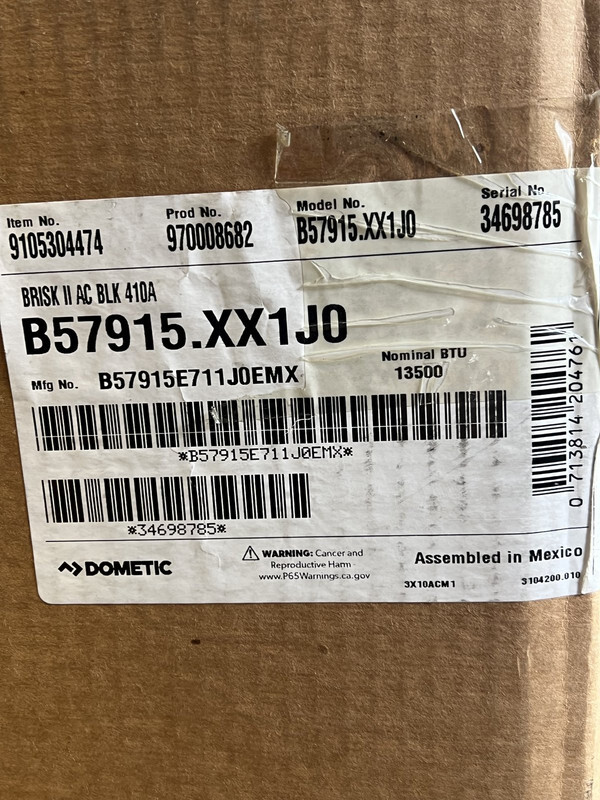 Item No. Prod No. Model No. Serial No.
9105304474 970008682 B57915.XX1J0 34698785
BRISK II AC BLK 410A
B57915.XX1J0
Nominal BTU
13500
Mfg No. B57915E711J0EMX
*B57915E711J0EMX*
0 713814 204761
*34698785*
DOMETIC
WARNING: Cancer and
Reproductive Harm
www.P65Warnings.ca.gov
Assembled in Mexico
3X10ACM1 3104200.010